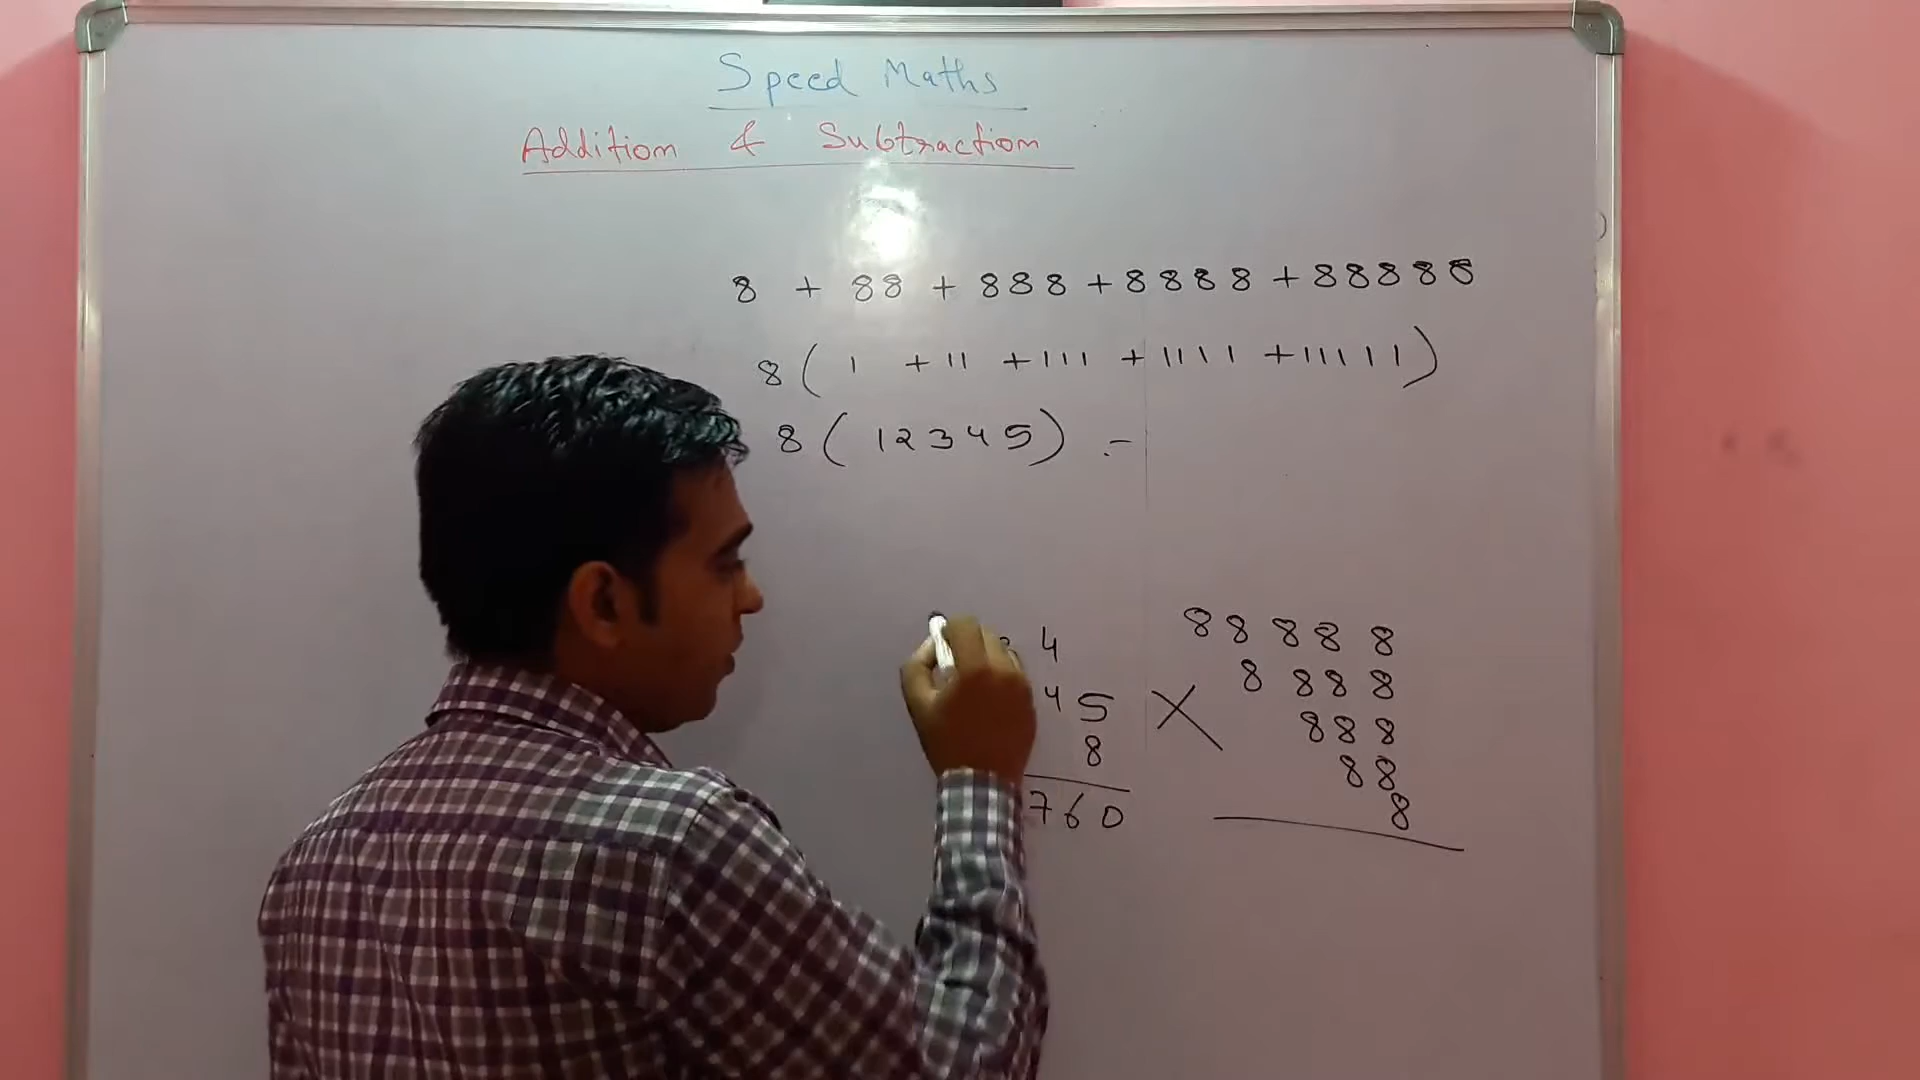 Speed Maths
Addition & Subtraction
8 + 88 + 888 + 8888 + 88888
8 ( 1 + 11 + 111 + 1111 + 11111 )
8 ( 12345 ) =
4
45
8
760
88888
8888
888
88
8